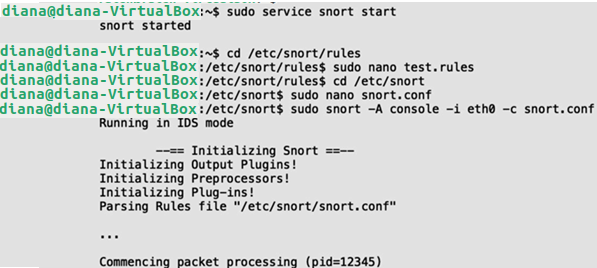 diana@diana-VirtualBox:~$ sudo service snort start
snort started
diana@diana-VirtualBox:~$ cd /etc/snort/rules
diana@diana-VirtualBox:/etc/snort/rules$ sudo nano test.rules
diana@diana-VirtualBox:/etc/snort/rules$ cd /etc/snort
diana@diana-VirtualBox:/etc/snort$ sudo nano snort.conf
diana@diana-VirtualBox:/etc/snort$ sudo snort -A console -i eth0 -c snort.conf
Running in IDS mode
--== Initializing Snort ==--
Initializing Output Plugins!
Initializing Preprocessors!
Initializing Plug-ins!
Parsing Rules file "/etc/snort/snort.conf"
...
Commencing packet processing (pid=12345)